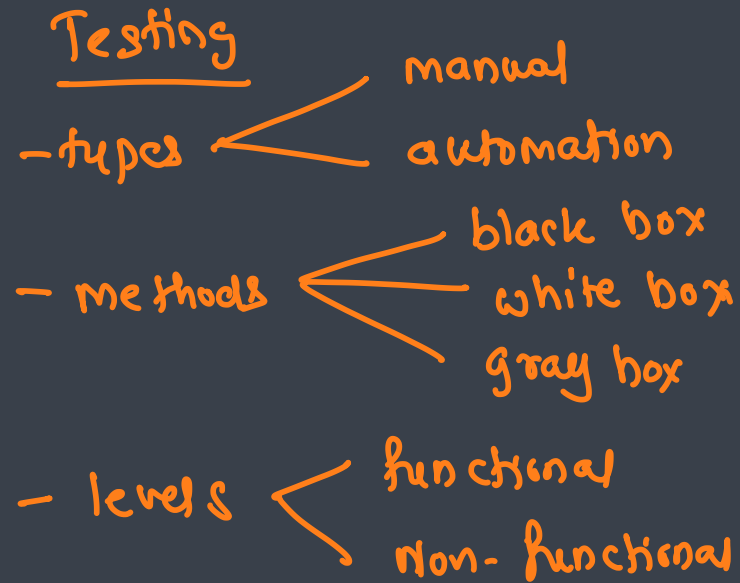 Testing
- types
manual
automation
- methods
black box
white box
gray box
- levels
functional
Non-functional